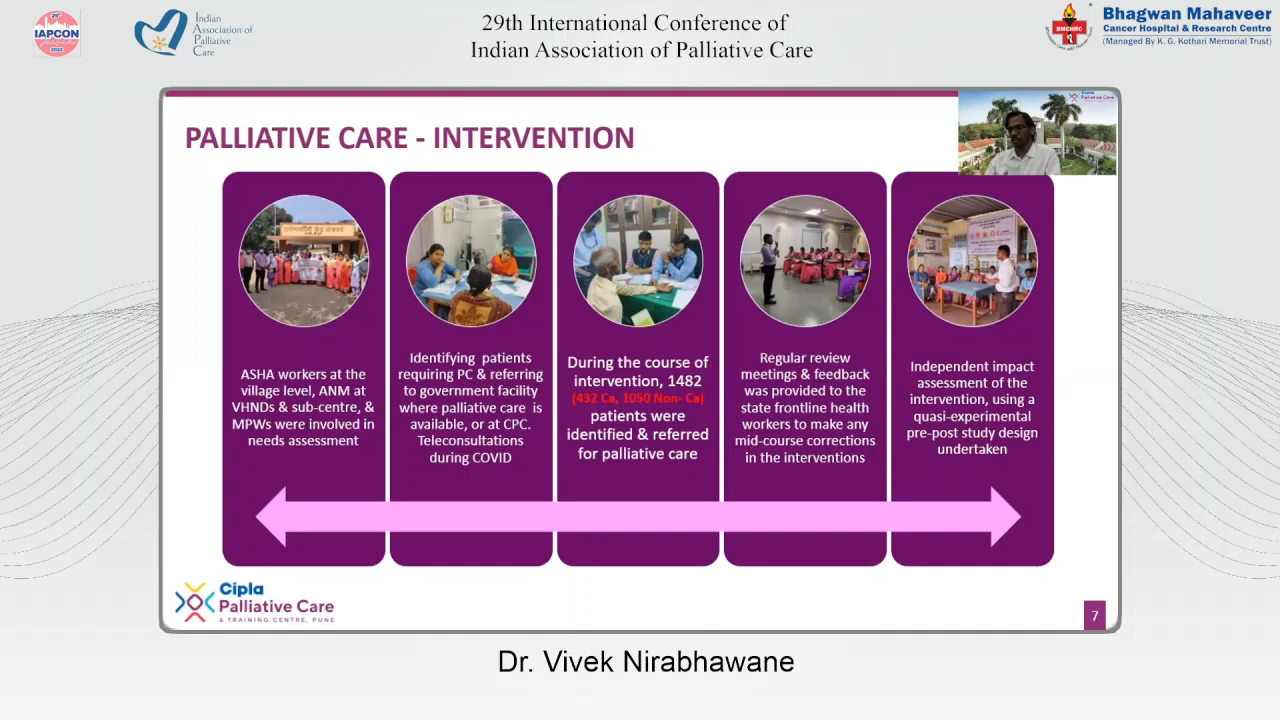 29th
IAPCON
2022
Indian
Association of
Palliative
Care
29th International Conference of
Indian Association of Palliative Care
BMCHRC
Bhagwan Mahaveer
Cancer Hospital & Research Centre
(Managed By K. G. Kothari Memorial Trust)
PALLIATIVE CARE - INTERVENTION
Cipla
Palliative Care
ASHA workers at the
village level, ANM at
VHNDs & sub-centre, &
MPWs were involved in
needs assessment
Identifying patients
requiring PC & referring
to government facility
where palliative care is
available, or at CPC.
Teleconsultations
during COVID
During the course of
intervention, 1482
(432 Ca, 1050 Non- Ca)
patients were
identified & referred
for palliative care
Regular review
meetings & feedback
was provided to the
state frontline health
workers to make any
mid-course corrections
in the interventions
Independent impact
assessment of the
intervention, using a
quasi-experimental
pre-post study design
undertaken
Cipla
Palliative Care
& TRAINING CENTRE, PUNE
7
Dr. Vivek Nirabhawane